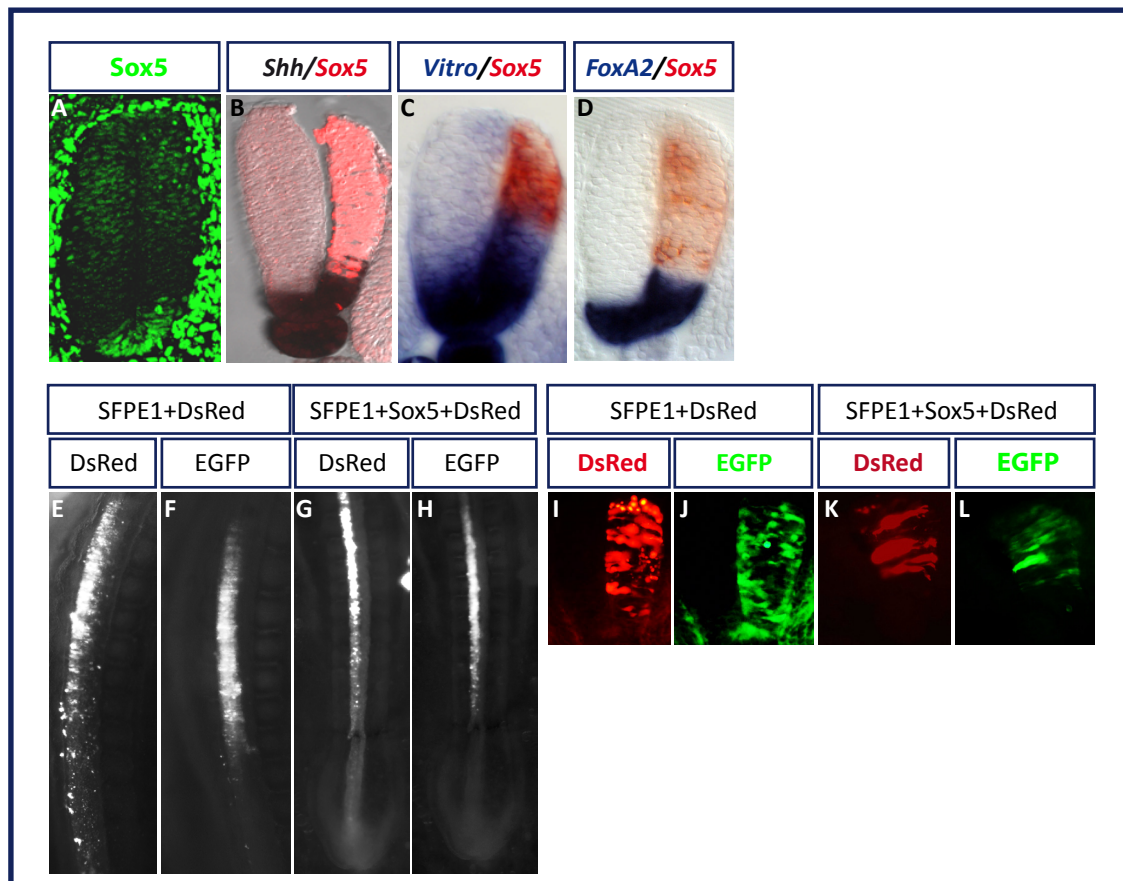 Sox5 Shh/Sox5 Vitro/Sox5 FoxA2/Sox5
A B C D
SFPE1+DsRed SFPE1+Sox5+DsRed SFPE1+DsRed SFPE1+Sox5+DsRed
DsRed EGFP DsRed EGFP DsRed EGFP DsRed EGFP
E F G H I J K L